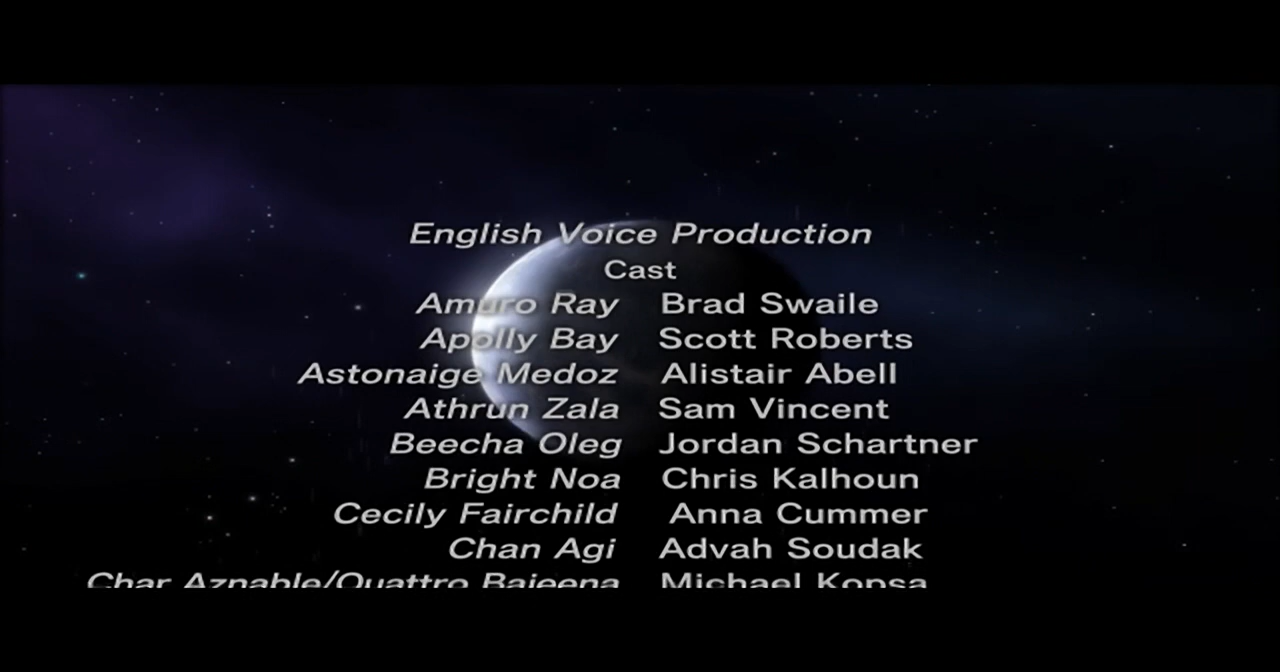 English Voice Production
Cast
Amuro Ray Brad Swaile
Apolly Bay Scott Roberts
Astonaige Medoz Alistair Abell
Athrun Zala Sam Vincent
Beecha Oleg Jordan Schartner
Bright Noa Chris Kalhoun
Cecily Fairchild Anna Cummer
Chan Agi Advah Soudak
Char Aznable/Quattro Bajeena Michael Kopsa